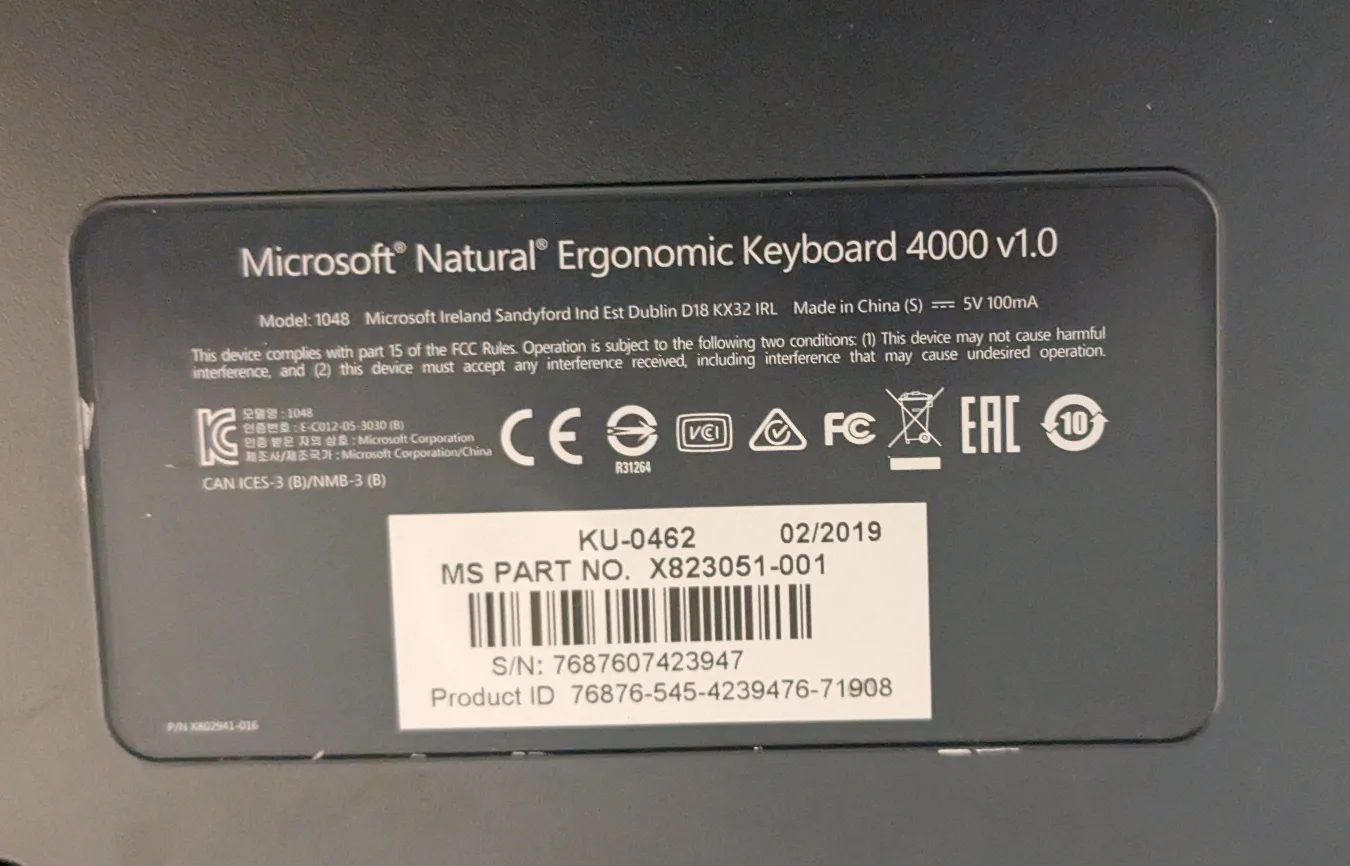 Microsoft® Natural® Ergonomic Keyboard 4000 v1.0
Model: 1048 Microsoft Ireland Sandyford Ind Est Dublin D18 KX32 IRL Made in China (S) ⎓ 5V 100mA
This device complies with part 15 of the FCC Rules. Operation is subject to the following two conditions: (1) This device may not cause harmful
interference, and (2) this device must accept any interference received, including interference that may cause undesired operation.
모델명 : 1048
인증번호 : E-C012-05-3030 (B)
인증 받은 자의 상호 : Microsoft Corporation
제조사/제조국가 : Microsoft Corporation/China
CAN ICES-3 (B)/NMB-3 (B)
CE
R31264
VCI
FC
EAC
10
KU-0462 02/2019
MS PART NO. X823051-001
S/N: 7687607423947
Product ID 76876-545-4239476-71908
P/N X802941-016